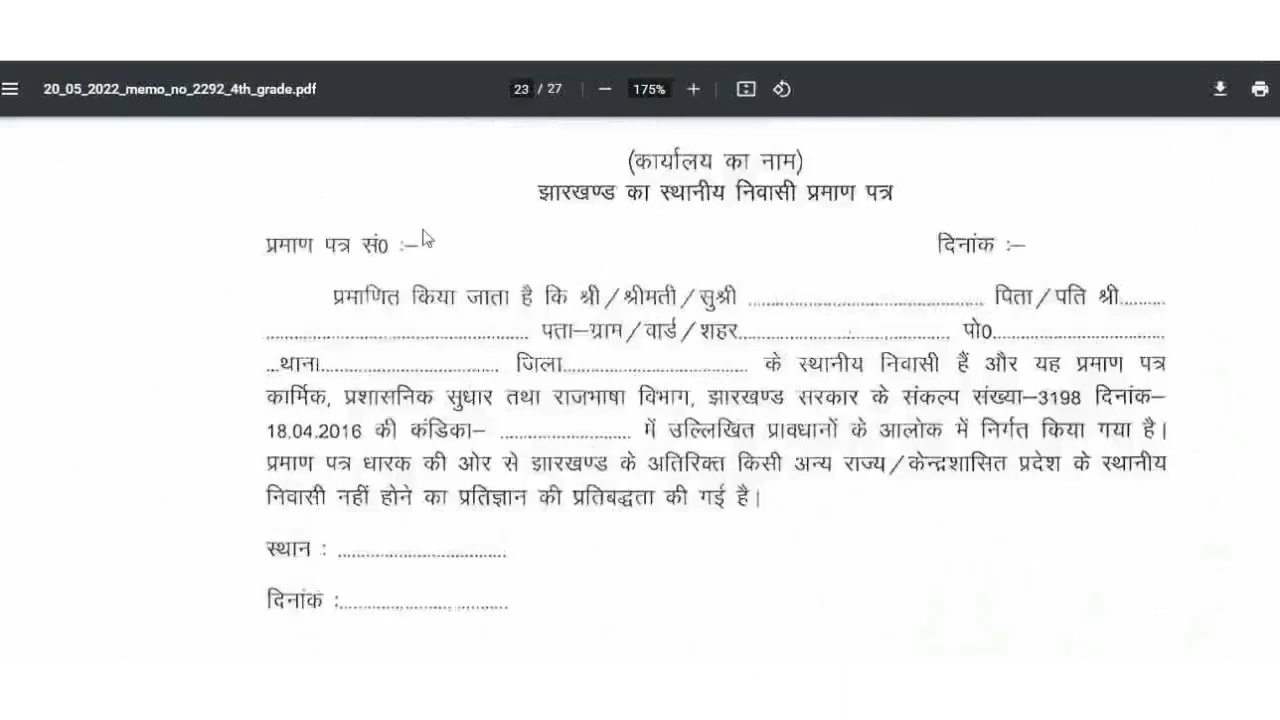 20_05_2022_memo_no_2292_4th_grade.pdf 23 / 27 175%
(कार्यालय का नाम)
झारखण्ड का स्थानीय निवासी प्रमाण पत्र
प्रमाण पत्र सं0 :– दिनांक :–
प्रमाणित किया जाता है कि श्री/श्रीमती/सुश्री ........................................ पिता/पति श्री.........
............................................. पता–ग्राम/वार्ड/शहर.................................... पो0..............................
...थाना............................... जिला................................ के स्थानीय निवासी हैं और यह प्रमाण पत्र
कार्मिक, प्रशासनिक सुधार तथा राजभाषा विभाग, झारखण्ड सरकार के संकल्प संख्या–3198 दिनांक–
18.04.2016 की कंडिका– ....................... में उल्लिखित प्रावधानों के आलोक में निर्गत किया गया है।
प्रमाण पत्र धारक की ओर से झारखण्ड के अतिरिक्त किसी अन्य राज्य/केन्द्रशासित प्रदेश के स्थानीय
निवासी नहीं होने का प्रतिज्ञान की प्रतिबद्धता की गई है।
स्थान : ..............................
दिनांक :..............................